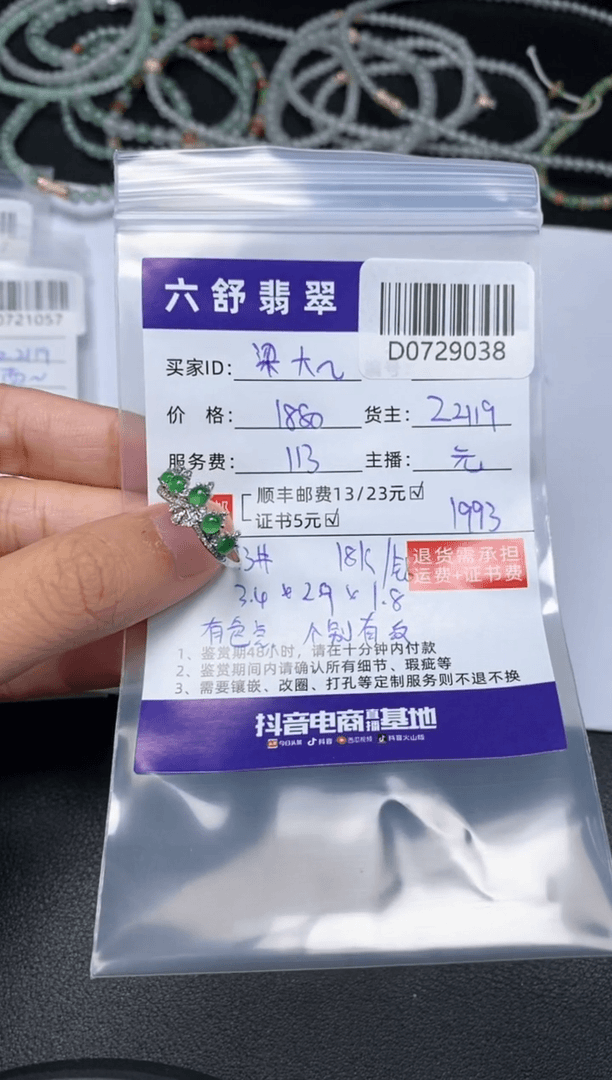 六舒翡翠
D0729038
买家ID: 梁大
价 格: 1880 货主: 22119
服务费: 113 主播: 元
顺丰邮费13/23元☑
证书5元☑ 1993
退货需承担
运费+证书费
13# 18K/钻
3.4*2.9*1.8
有色点 个别有纹
1、鉴赏期48小时,请在十分钟内付款
2、鉴赏期间内请确认所有细节、瑕疵等
3、需要镶嵌、改圈、打孔等定制服务则不退不换
抖音电商直播基地
今日头条 抖音 西瓜视频 抖音火山版
0721057
22119